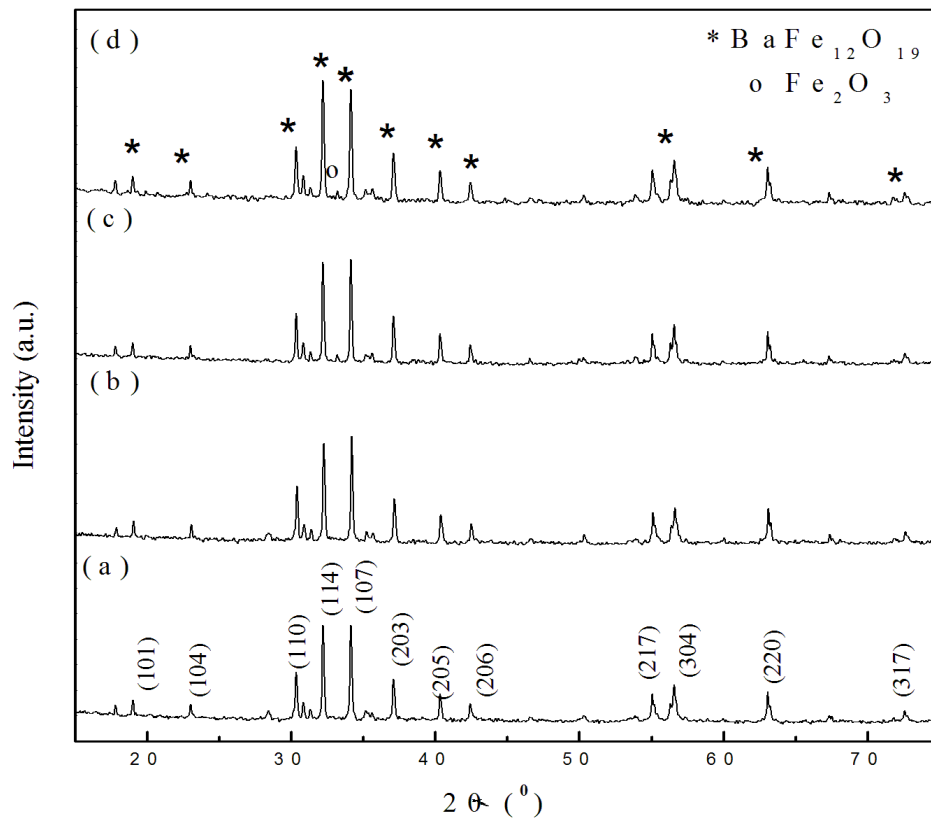 (d)
* BaFe₁₂O₁₉
o Fe₂O₃
* * * * * * * * * * *
o
(c)
(b)
(a)
(101) (104) (110) (114) (107) (203) (205) (206) (217) (304) (220) (317)
Intensity (a.u.)
20 30 40 50 60 70
2θ (⁰)